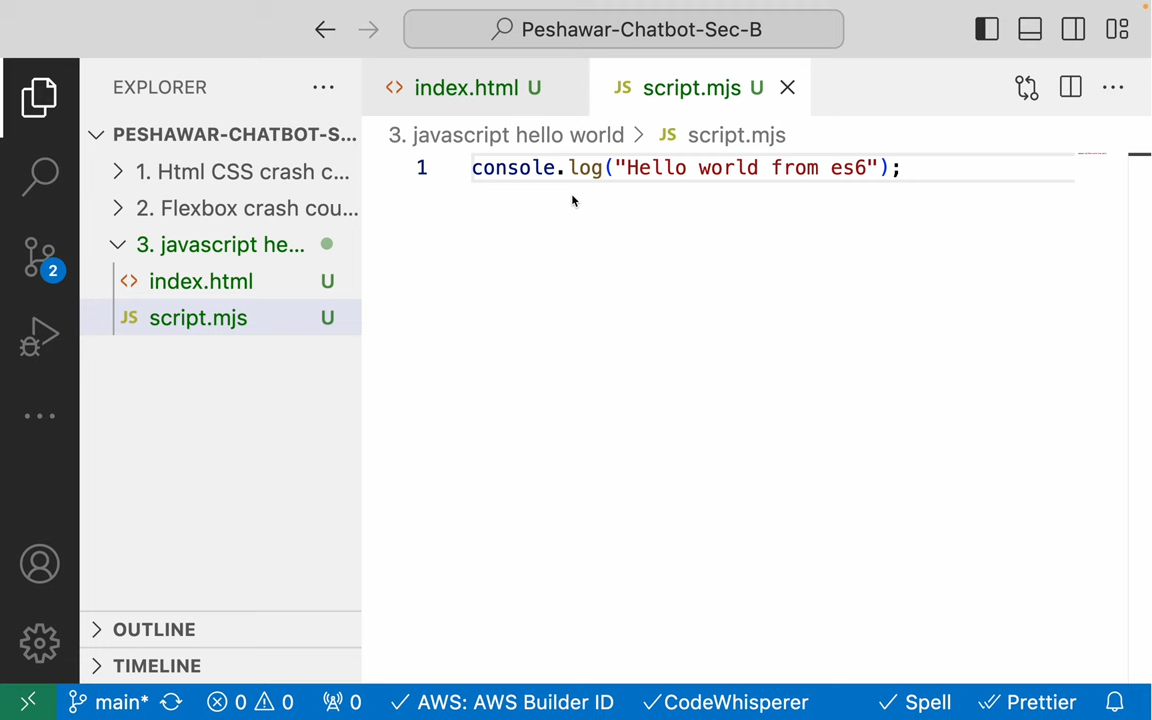 Peshawar-Chatbot-Sec-B
EXPLORER
index.html U
JS script.mjs U
PESHAWAR-CHATBOT-S...
3. javascript hello world > JS script.mjs
1 console.log("Hello world from es6");
1. Html CSS crash c...
2. Flexbox crash cou...
3. javascript he...
index.html U
JS script.mjs U
2
OUTLINE
TIMELINE
main* 0 0 0 AWS: AWS Builder ID CodeWhisperer Spell Prettier